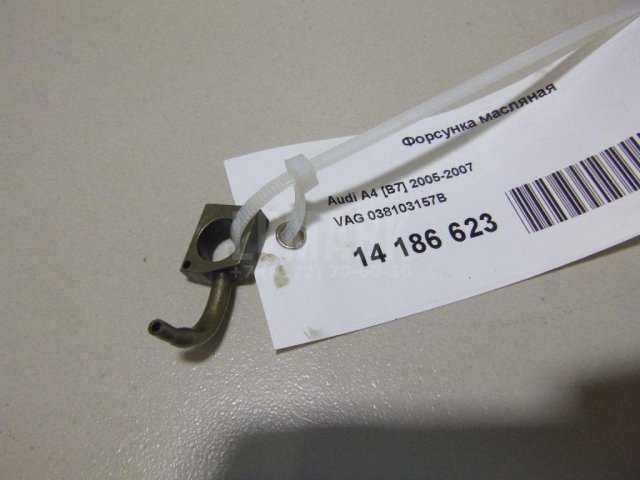 Форсунка масляная
Audi A4 [B7] 2005-2007
VAG 038103157B
14 186 623